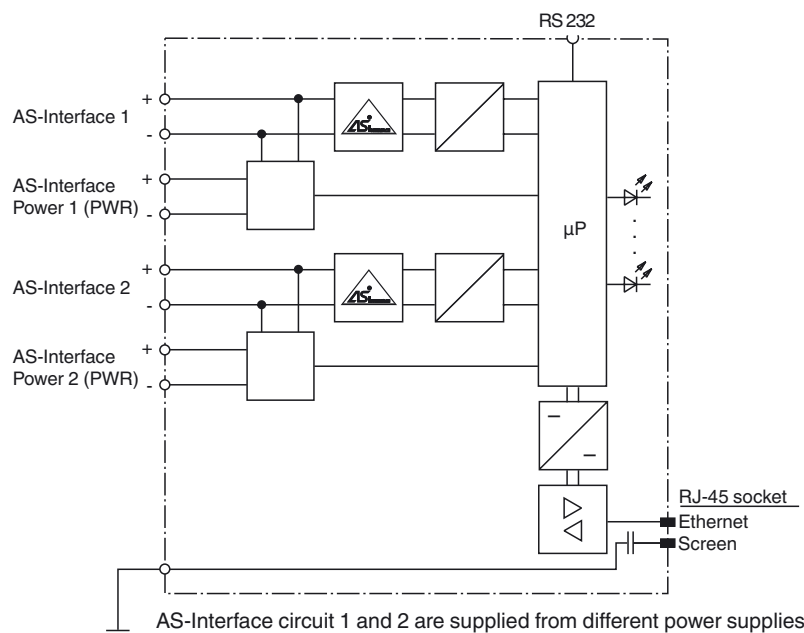 RS 232
AS-Interface 1
+
-
AS-Interface
Power 1 (PWR)
+
-
µP
AS-Interface 2
+
-
AS-Interface
Power 2 (PWR)
+
-
RJ-45 socket
Ethernet
Screen
AS-Interface circuit 1 and 2 are supplied from different power supplies